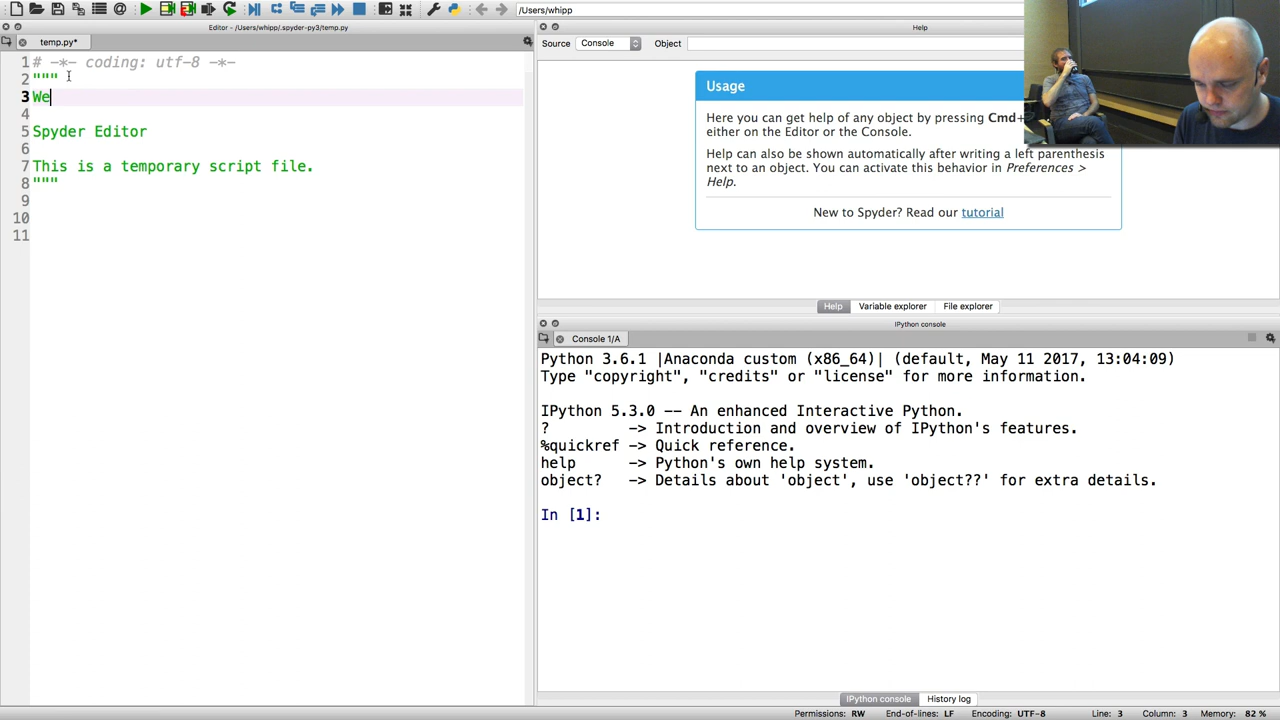 /Users/whipp
Editor - /Users/whipp/.spyder-py3/temp.py
temp.py*
1 # -*- coding: utf-8 -*-
2 """
3 We
4
5 Spyder Editor
6
7 This is a temporary script file.
8 """
9
10
11
Help
Source Console Object
Usage
Here you can get help of any object by pressing Cmd+
either on the Editor or the Console.
Help can also be shown automatically after writing a left parenthesis
next to an object. You can activate this behavior in Preferences >
Help.
New to Spyder? Read our tutorial
Help Variable explorer File explorer
IPython console
Console 1/A
Python 3.6.1 |Anaconda custom (x86_64)| (default, May 11 2017, 13:04:09)
Type "copyright", "credits" or "license" for more information.
IPython 5.3.0 -- An enhanced Interactive Python.
? -> Introduction and overview of IPython's features.
%quickref -> Quick reference.
help -> Python's own help system.
object? -> Details about 'object', use 'object??' for extra details.
In [1]:
IPython console History log
Permissions: RW End-of-lines: LF Encoding: UTF-8 Line: 3 Column: 3 Memory: 82 %